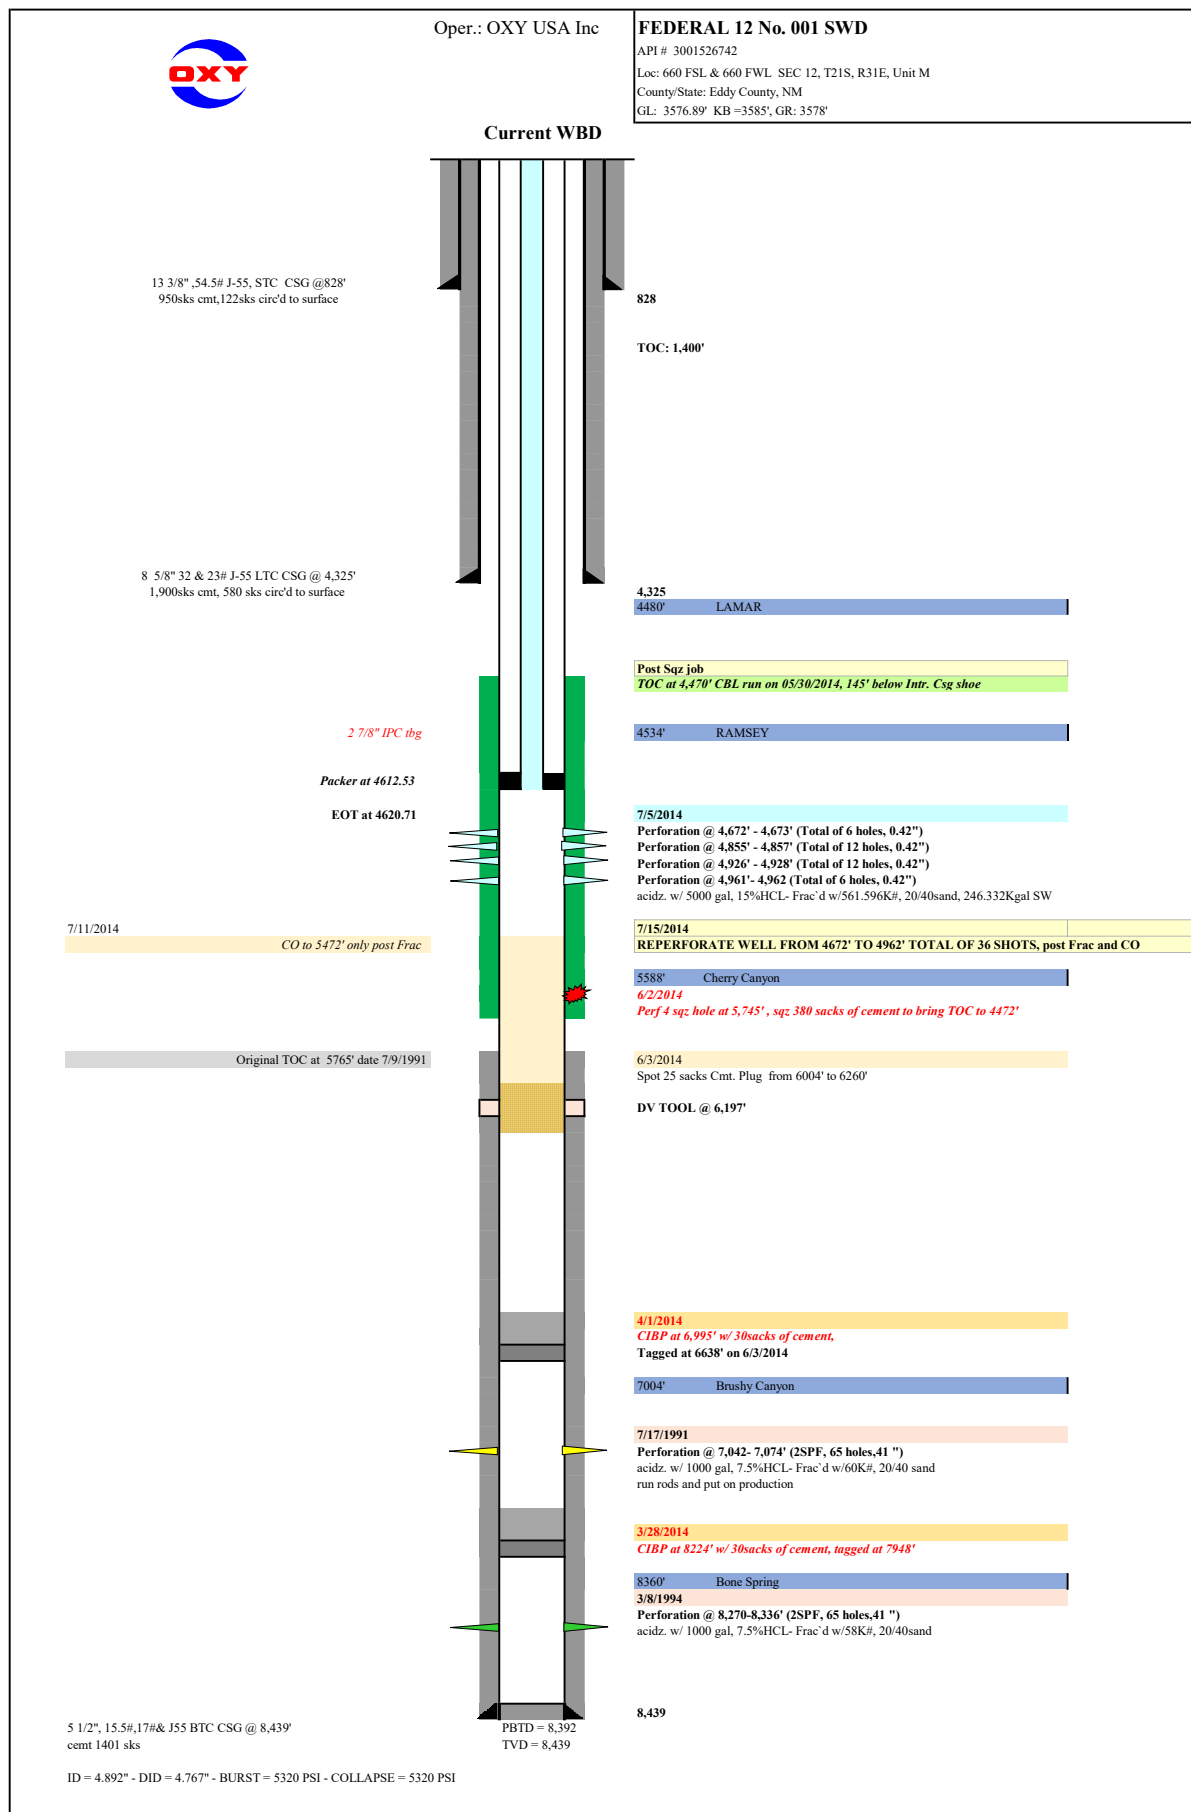 Oper.: OXY USA Inc
FEDERAL 12 No. 001 SWD
API # 3001526742
Loc: 660 FSL & 660 FWL SEC 12, T21S, R31E, Unit M
County/State: Eddy County, NM
GL: 3576.89' KB =3585', GR: 3578'
OXY
Current WBD
13 3/8" ,54.5# J-55, STC CSG @828'
950sks cmt,122sks circ'd to surface
828
TOC: 1,400'
8 5/8" 32 & 23# J-55 LTC CSG @ 4,325'
1,900sks cmt, 580 sks circ'd to surface
4,325
4480' LAMAR
Post Sqz job
TOC at 4,470' CBL run on 05/30/2014, 145' below Intr. Csg shoe
2 7/8" IPC tbg
4534' RAMSEY
Packer at 4612.53
EOT at 4620.71
7/5/2014
Perforation @ 4,672' - 4,673' (Total of 6 holes, 0.42")
Perforation @ 4,855' - 4,857' (Total of 12 holes, 0.42")
Perforation @ 4,926' - 4,928' (Total of 12 holes, 0.42")
Perforation @ 4,961'- 4,962 (Total of 6 holes, 0.42")
acidz. w/ 5000 gal, 15%HCL- Frac`d w/561.596K#, 20/40sand, 246.332Kgal SW
7/11/2014
CO to 5472' only post Frac
7/15/2014
REPERFORATE WELL FROM 4672' TO 4962' TOTAL OF 36 SHOTS, post Frac and CO
5588' Cherry Canyon
6/2/2014
Perf 4 sqz hole at 5,745' , sqz 380 sacks of cement to bring TOC to 4472'
Original TOC at 5765' date 7/9/1991
6/3/2014
Spot 25 sacks Cmt. Plug from 6004' to 6260'
DV TOOL @ 6,197'
4/1/2014
CIBP at 6,995' w/ 30sacks of cement,
Tagged at 6638' on 6/3/2014
7004' Brushy Canyon
7/17/1991
Perforation @ 7,042- 7,074' (2SPF, 65 holes,41 ")
acidz. w/ 1000 gal, 7.5%HCL- Frac`d w/60K#, 20/40 sand
run rods and put on production
3/28/2014
CIBP at 8224' w/ 30sacks of cement, tagged at 7948'
8360' Bone Spring
3/8/1994
Perforation @ 8,270-8,336' (2SPF, 65 holes,41 ")
acidz. w/ 1000 gal, 7.5%HCL- Frac`d w/58K#, 20/40sand
8,439
5 1/2", 15.5#,17#& J55 BTC CSG @ 8,439'
cemt 1401 sks
PBTD = 8,392
TVD = 8,439
ID = 4.892" - DID = 4.767" - BURST = 5320 PSI - COLLAPSE = 5320 PSI